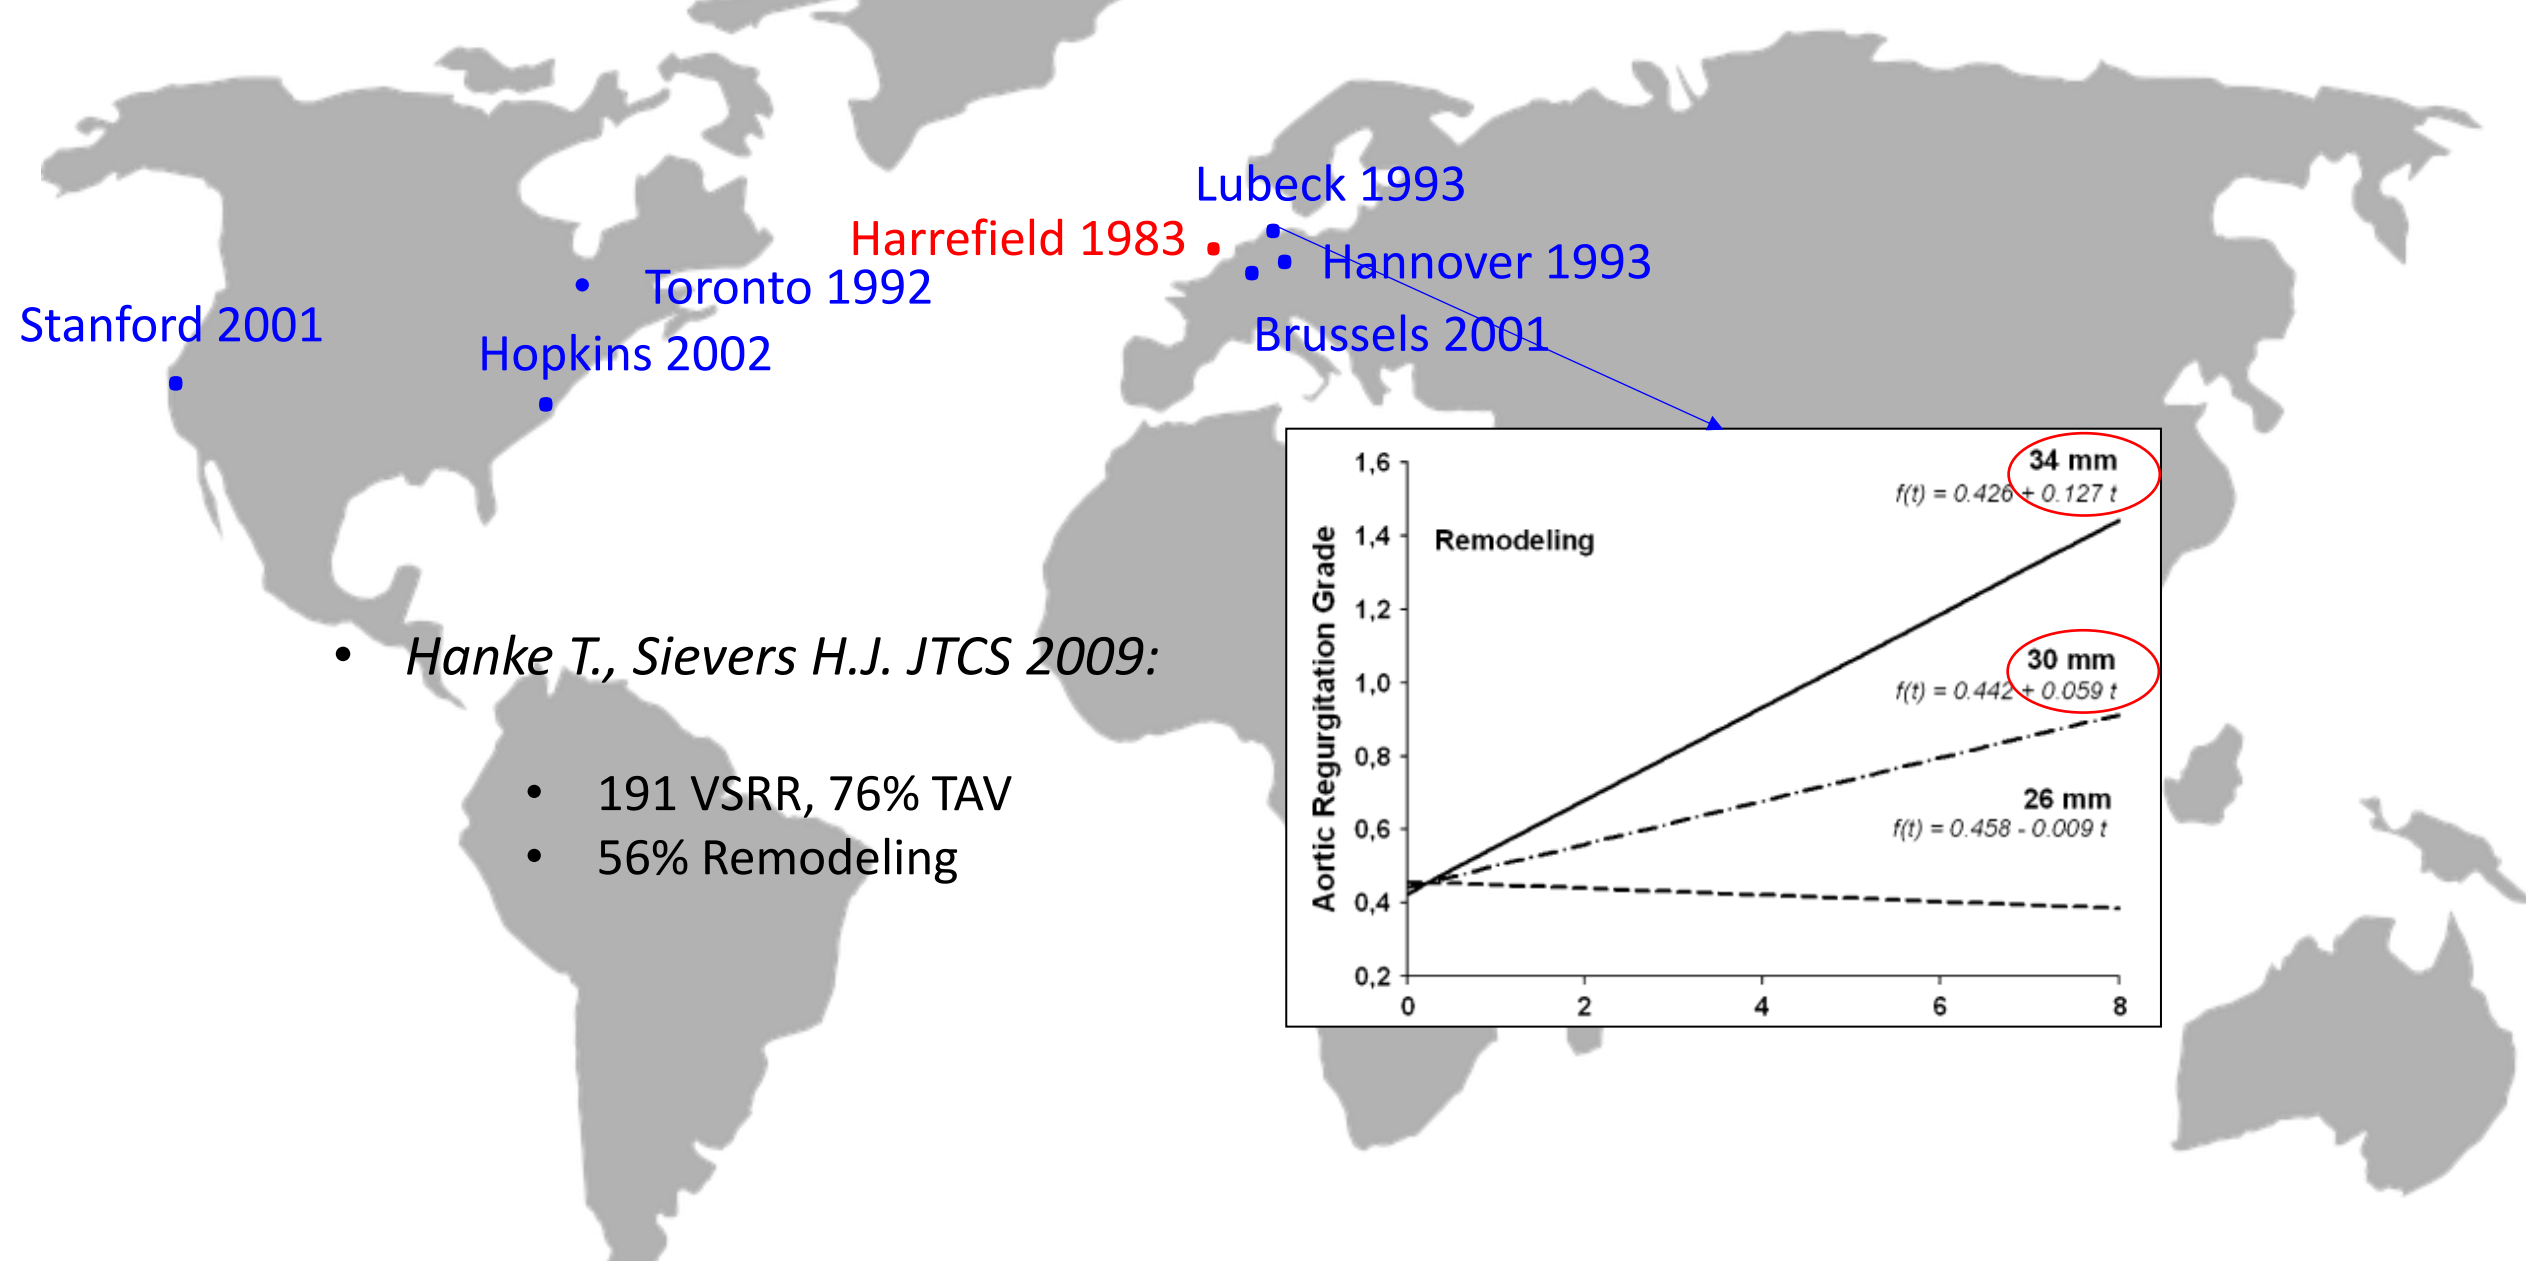 Lubeck 1993
Harrefield 1983
Hannover 1993
Toronto 1992
Stanford 2001
Brussels 2001
Hopkins 2002
• Hanke T., Sievers H.J. JTCS 2009:
• 191 VSRR, 76% TAV
• 56% Remodeling
34 mm
f(t) = 0.426 + 0.127 t
Remodeling
30 mm
f(t) = 0.442 + 0.059 t
26 mm
f(t) = 0.458 - 0.009 t
Aortic Regurgitation Grade
1,6
1,4
1,2
1,0
0,8
0,6
0,4
0,2
0 2 4 6 8